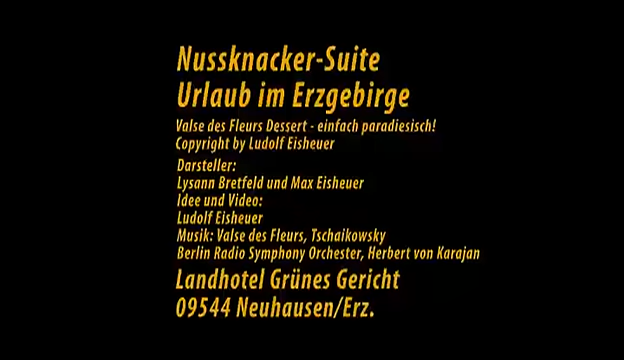 Nussknacker-Suite
Urlaub im Erzgebirge
Valse des Fleurs Dessert - einfach paradiesisch!
Copyright by Ludolf Eisheuer
Darsteller:
Lysann Bretfeld und Max Eisheuer
Idee und Video:
Ludolf Eisheuer
Musik: Valse des Fleurs, Tschaikowsky
Berlin Radio Symphony Orchester, Herbert von Karajan
Landhotel Grünes Gericht
09544 Neuhausen/Erz.